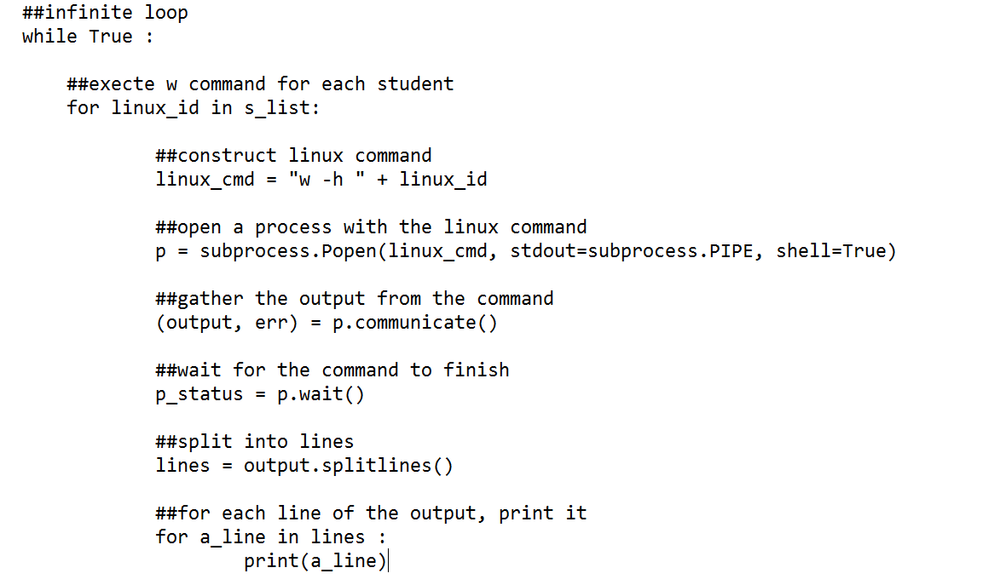 ##infinite loop
while True :
##execte w command for each student
for linux_id in s_list:
##construct linux command
linux_cmd = "w -h " + linux_id
##open a process with the linux command
p = subprocess.Popen(linux_cmd, stdout=subprocess.PIPE, shell=True)
##gather the output from the command
(output, err) = p.communicate()
##wait for the command to finish
p_status = p.wait()
##split into lines
lines = output.splitlines()
##for each line of the output, print it
for a_line in lines :
print(a_line)